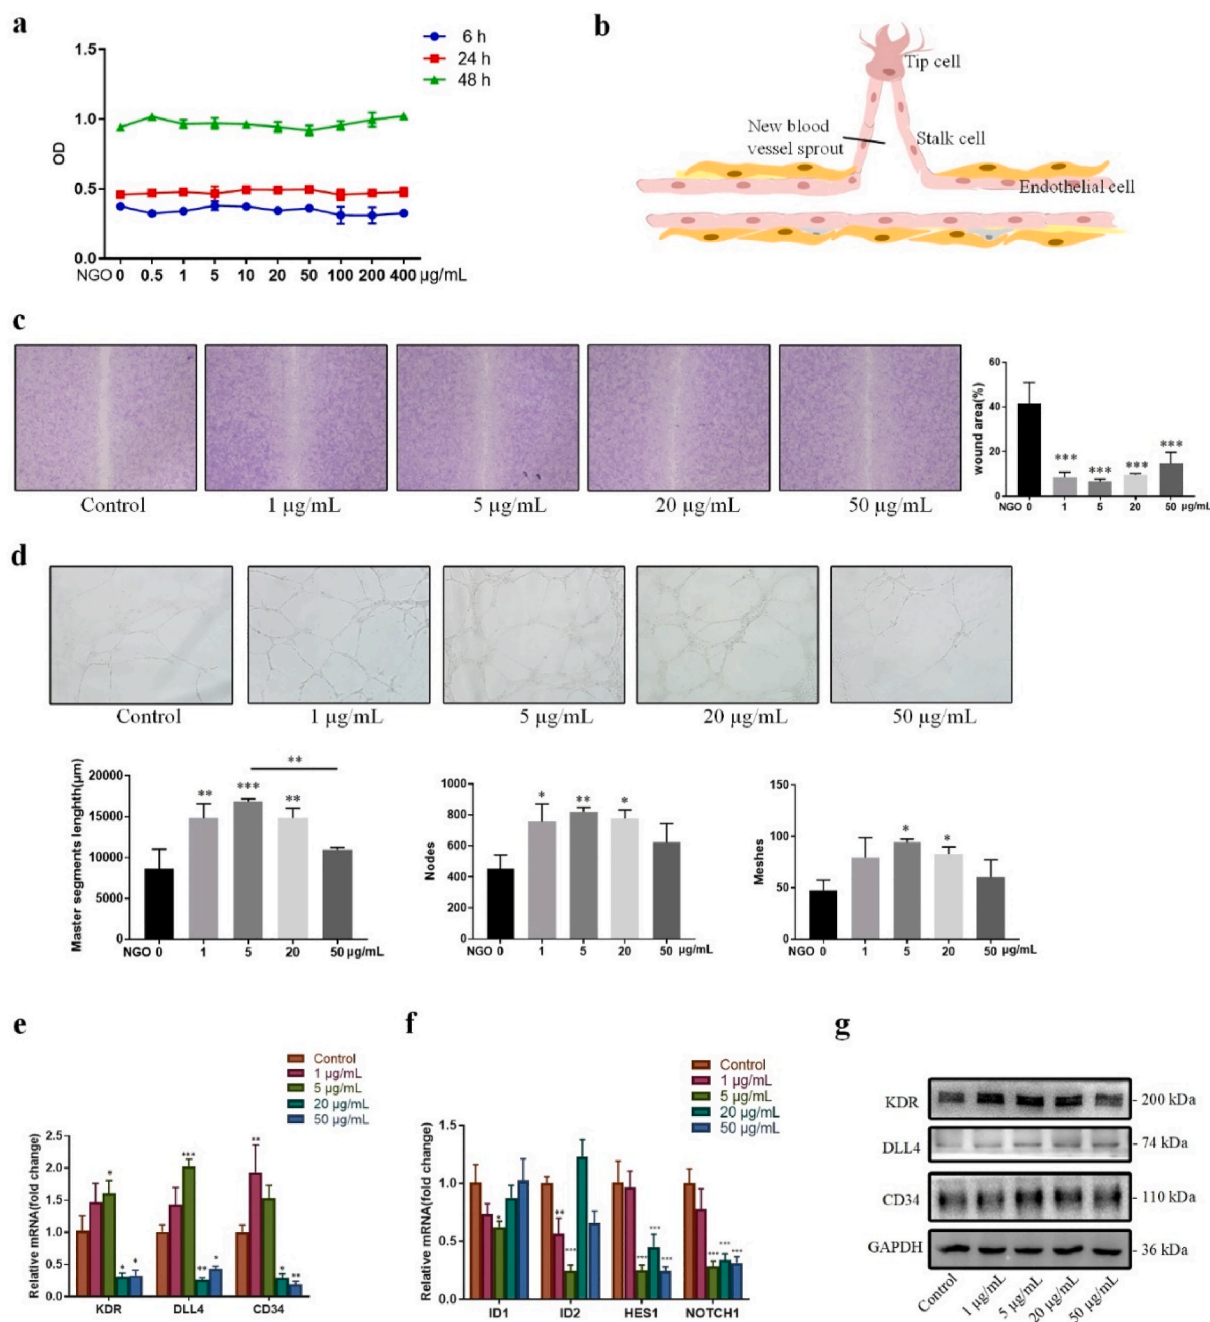 a
6 h
24 h
48 h
OD
1.5
1.0
0.5
0.0
NGO 0 0.5 1 5 10 20 50 100 200 400 µg/mL
b
Tip cell
New blood
vessel sprout
Stalk cell
Endothelial cell
c
Control 1 µg/mL 5 µg/mL 20 µg/mL 50 µg/mL
wound area(%)
60
40
20
0
*** *** *** ***
NGO 0 1 5 20 50 µg/mL
d
Control 1 µg/mL 5 µg/mL 20 µg/mL 50 µg/mL
Master segments lenghth(µm)
20000
15000
10000
5000
0
** *** ** **
NGO 0 1 5 20 50 µg/mL
Nodes
1000
800
600
400
200
0
* ** *
NGO 0 1 5 20 50 µg/mL
Meshes
150
100
50
0
* *
NGO 0 1 5 20 50 µg/mL
e
Control
1 µg/mL
5 µg/mL
20 µg/mL
50 µg/mL
Relative mRNA(fold change)
2.5
2.0
1.5
1.0
0.5
0.0
* * * *** ** * ** * **
KDR DLL4 CD34
f
Control
1 µg/mL
5 µg/mL
20 µg/mL
50 µg/mL
Relative mRNA(fold change)
1.5
1.0
0.5
0.0
* ** *** *** *** *** *** *** ***
ID1 ID2 HES1 NOTCH1
g
KDR - 200 kDa
DLL4 - 74 kDa
CD34 - 110 kDa
GAPDH - 36 kDa
Control 1 µg/mL 5 µg/mL 20 µg/mL 50 µg/mL